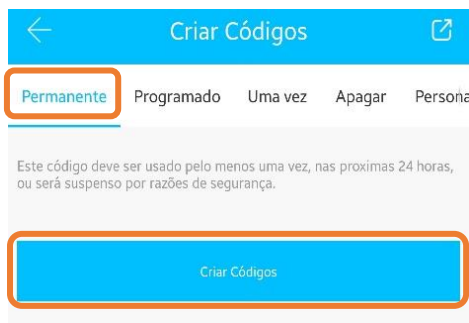 Criar Códigos
Permanente Programado Uma vez Apagar Persona
Este código deve ser usado pelo menos uma vez, nas proximas 24 horas,
ou será suspenso por razões de segurança.
Criar Códigos